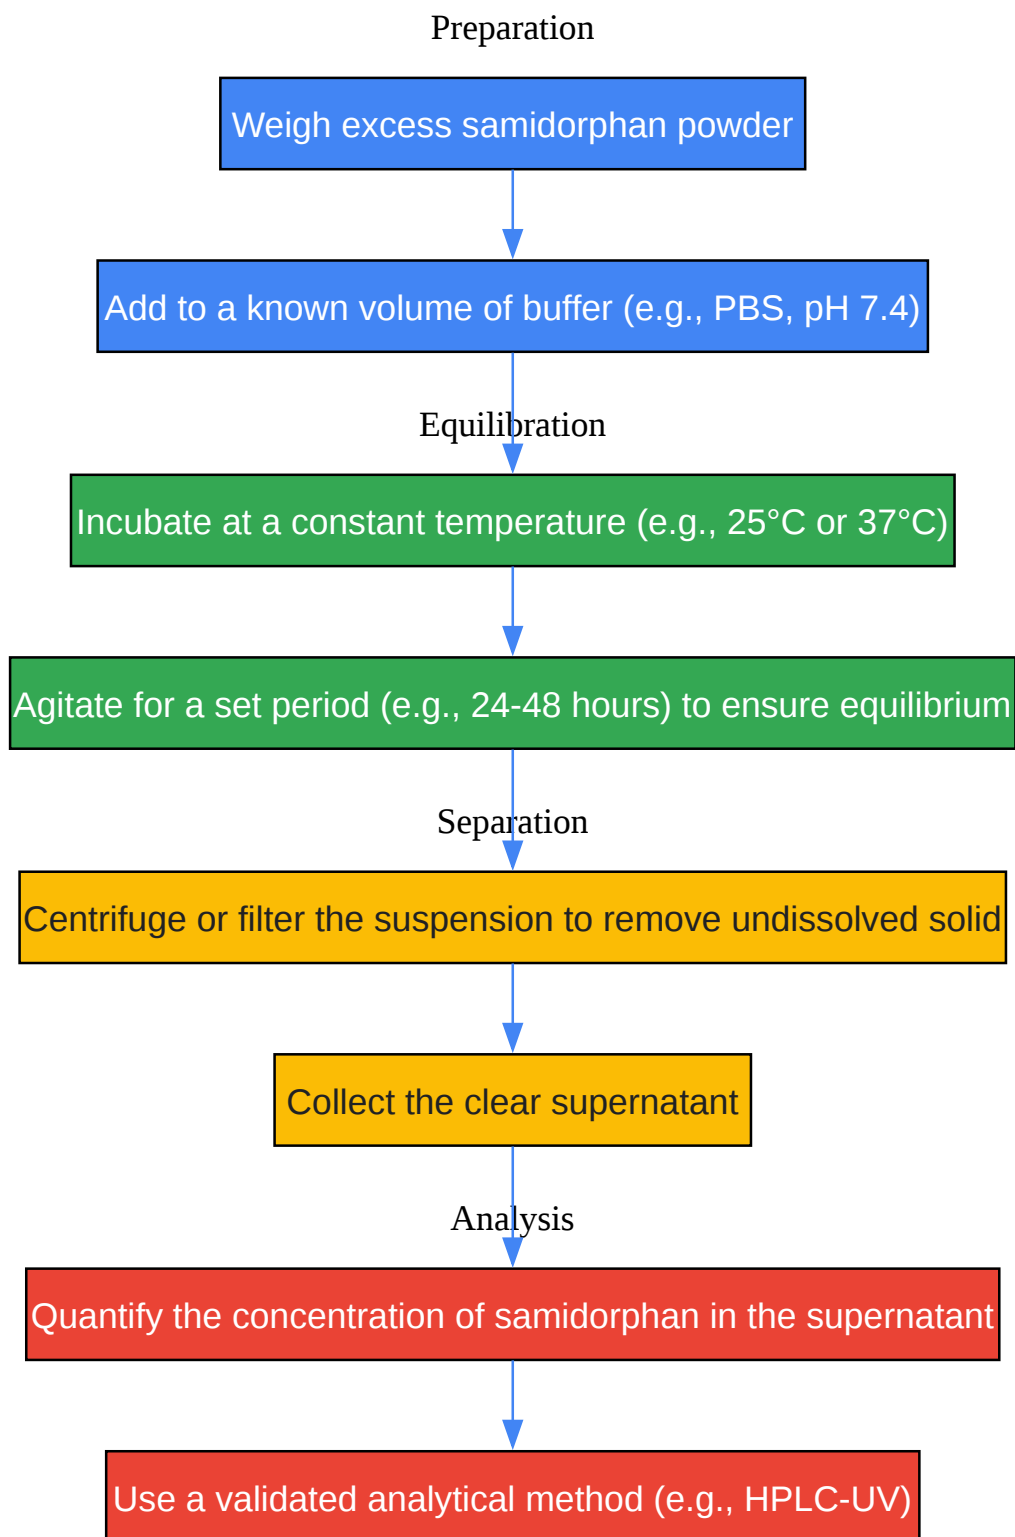 Preparation
Weigh excess samidorphan powder
Add to a known volume of buffer (e.g., PBS, pH 7.4)
Equilibration
Incubate at a constant temperature (e.g., 25°C or 37°C)
Agitate for a set period (e.g., 24-48 hours) to ensure equilibrium
Separation
Centrifuge or filter the suspension to remove undissolved solid
Collect the clear supernatant
Analysis
Quantify the concentration of samidorphan in the supernatant
Use a validated analytical method (e.g., HPLC-UV)